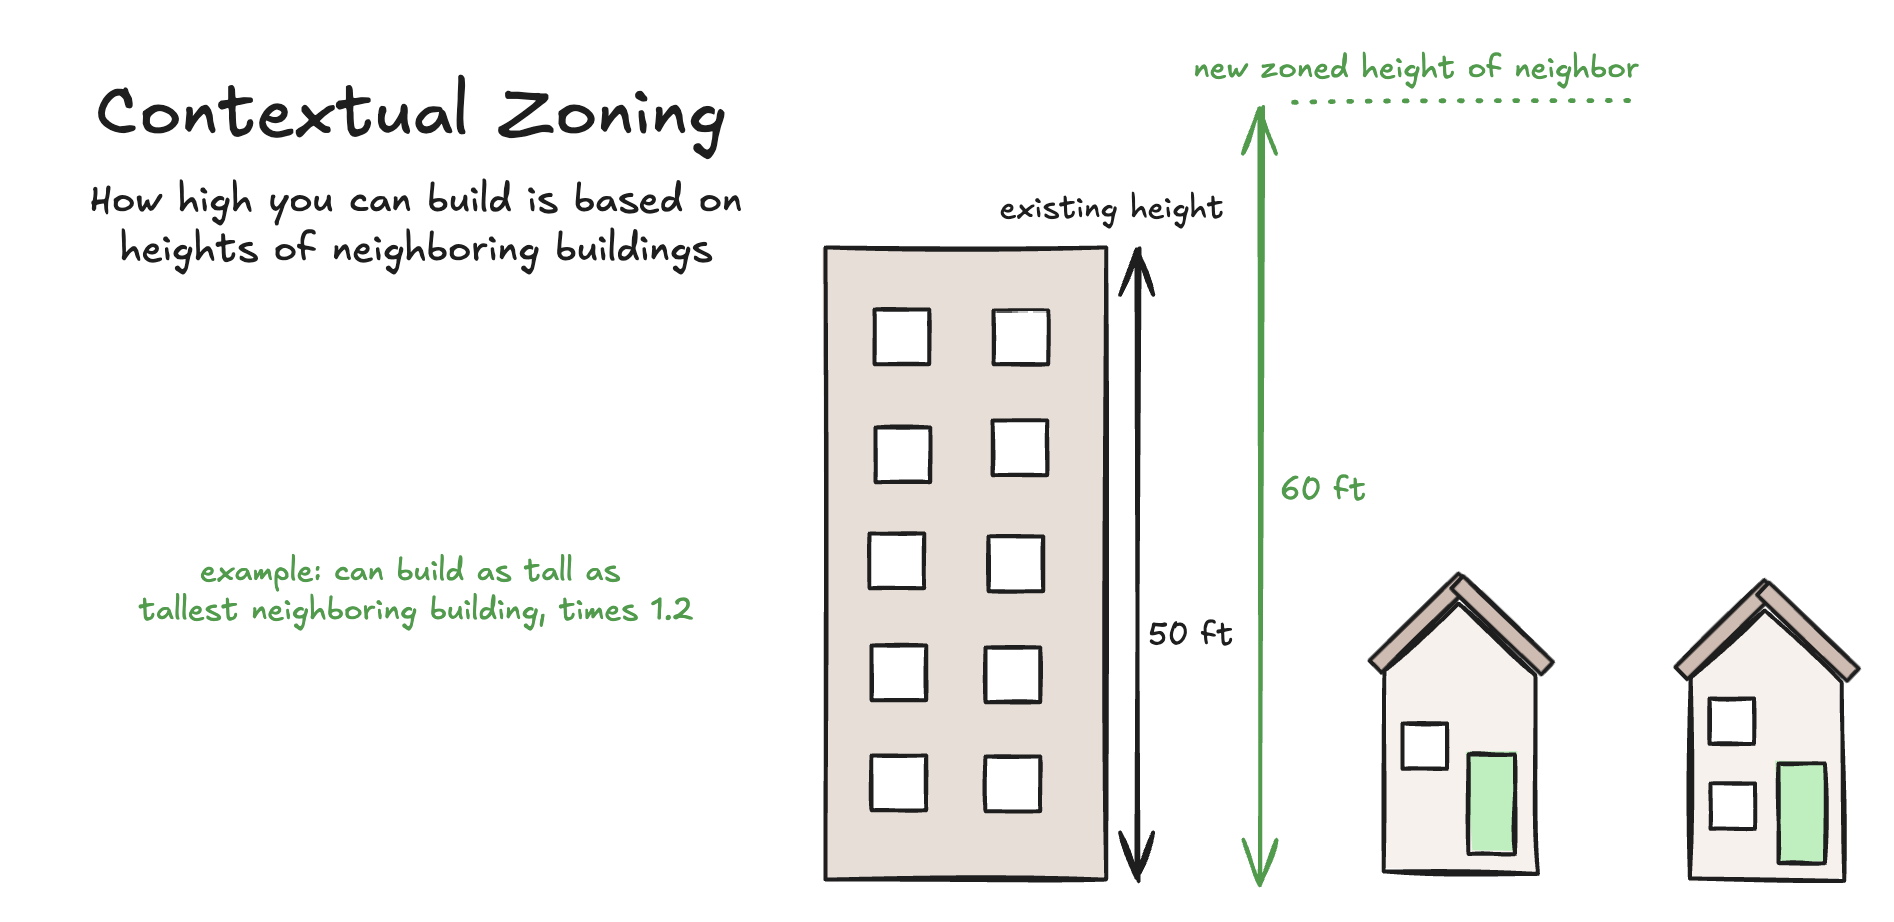 Contextual Zoning
How high you can build is based on
heights of neighboring buildings
example: can build as tall as
tallest neighboring building, times 1.2
new zoned height of neighbor
existing height
60 ft
50 ft